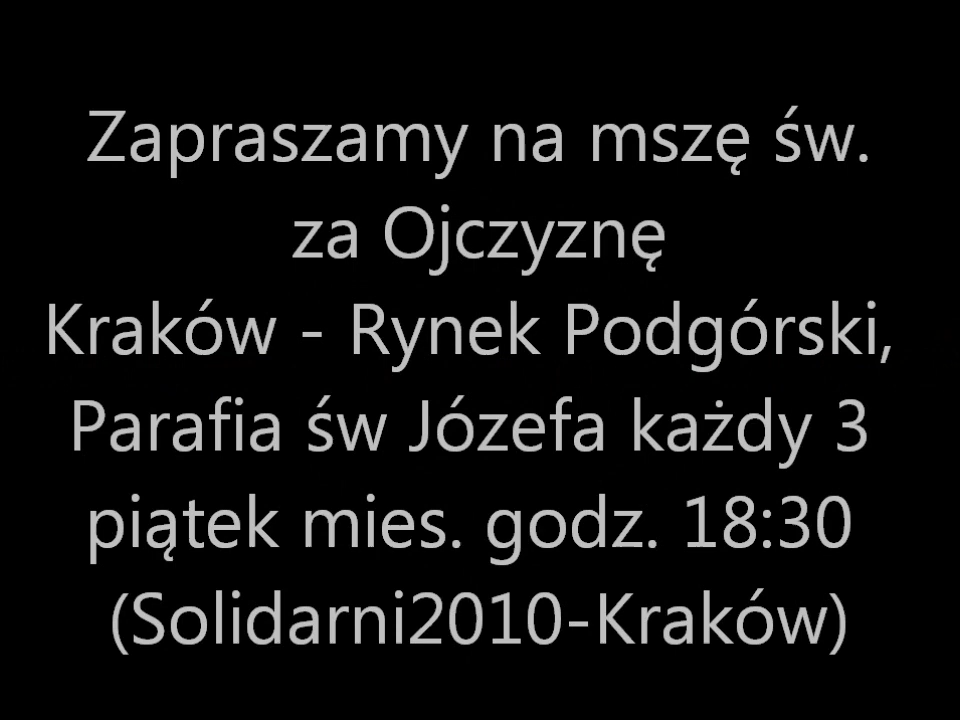 Zapraszamy na mszę św.
za Ojczyznę
Kraków - Rynek Podgórski,
Parafia św Józefa każdy 3
piątek mies. godz. 18:30
(Solidarni2010-Kraków)